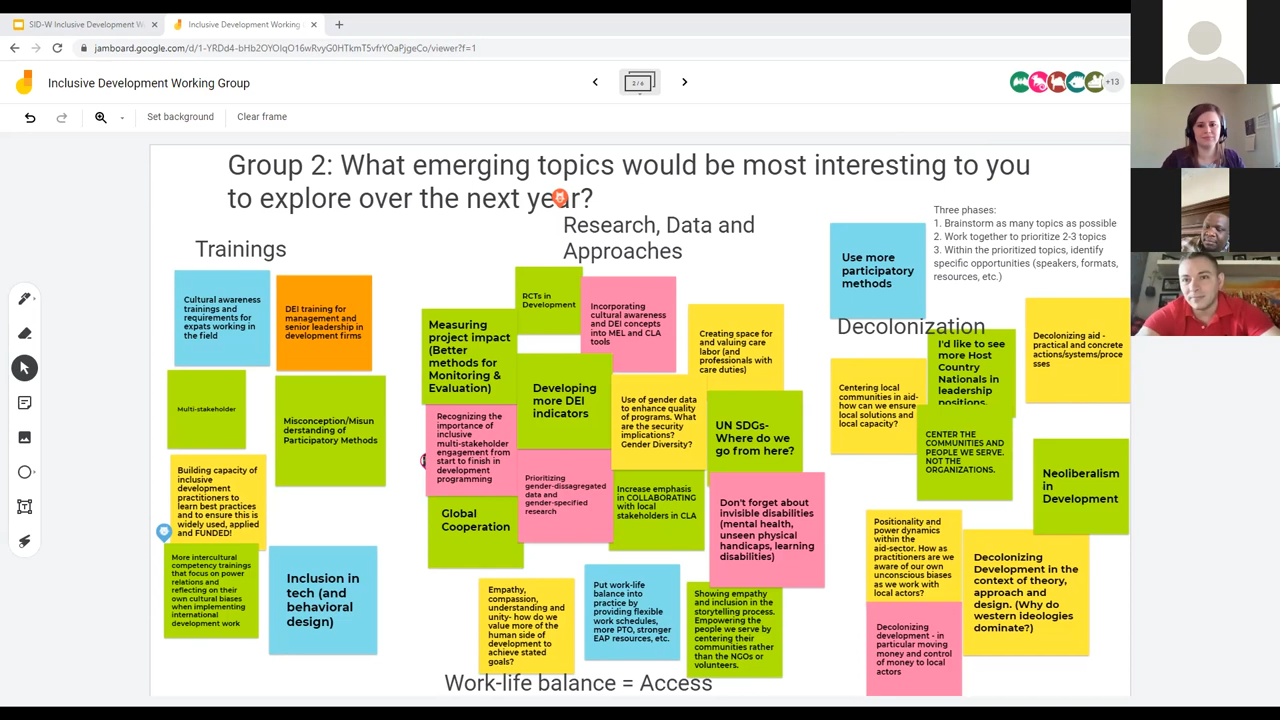 SID-W Inclusive Development W
Inclusive Development Working
jamboard.google.com/d/1-YRDd4-bHb2OYOIqO16wRvyG0HTkmT5vfrYOaPjgeCo/viewer?f=1
Inclusive Development Working Group
2 / 6
+13
Set background
Clear frame
Group 2: What emerging topics would be most interesting to you
to explore over the next year?
Three phases:
1. Brainstorm as many topics as possible
2. Work together to prioritize 2-3 topics
3. Within the prioritized topics, identify
specific opportunities (speakers, formats,
resources, etc.)
Trainings
Cultural awareness
trainings and
requirements for
expats working in
the field
DEI training for
management and
senior leadership in
development firms
Multi-stakeholder
Misconception/Misun
derstanding of
Participatory Methods
Building capacity of
inclusive
development
practitioners to
learn best practices
and to ensure this is
widely used, applied
and FUNDED!
More intercultural
competency trainings
that focus on power
relations and
reflecting on their
own cultural biases
when implementing
international
development work
Inclusion in
tech (and
behavioral
design)
Research, Data and
Approaches
RCTs in
Development
Incorporating
cultural awareness
and DEI concepts
into MEL and CLA
tools
Measuring
project impact
(Better
methods for
Monitoring &
Evaluation)
Creating space for
and valuing care
labor (and
professionals with
care duties)
Developing
more DEI
indicators
Use of gender data
to enhance quality
of programs. What
are the security
implications?
Gender Diversity?
UN SDGs-
Where do we
go from here?
Recognizing the
importance of
inclusive
multi-stakeholder
engagement from
start to finish in
development
programming
Prioritizing
gender-dissagregated
data and
gender-specified
research
Increase emphasis
in COLLABORATING
with local
stakeholders in CLA
Don't forget about
invisible disabilities
(mental health,
unseen physical
handicaps, learning
disabilities)
Global
Cooperation
Empathy,
compassion,
understanding and
unity- how do we
value more of the
human side of
development to
achieve stated
goals?
Put work-life
balance into
practice by
providing flexible
work schedules,
more PTO, stronger
EAP resources, etc.
Showing empathy
and inclusion in the
storytelling process.
Empowering the
people we serve by
centering their
communities rather
than the NGOs or
volunteers.
Work-life balance = Access
Use more
participatory
methods
Decolonization
I'd like to see
more Host
Country
Nationals in
leadership
positions.
Decolonizing aid -
practical and concrete
actions/systems/proce
sses
Centering local
communities in aid-
how can we ensure
local solutions and
local capacity?
CENTER THE
COMMUNITIES AND
PEOPLE WE SERVE.
NOT THE
ORGANIZATIONS.
Neoliberalism
in
Development
Positionality and
power dynamics
within the
aid-sector. How as
practitioners are we
aware of our own
unconscious biases
as we work with
local actors?
Decolonizing
Development in the
context of theory,
approach and
design. (Why do
western ideologies
dominate?)
Decolonizing
development - in
particular moving
money and control
of money to local
actors